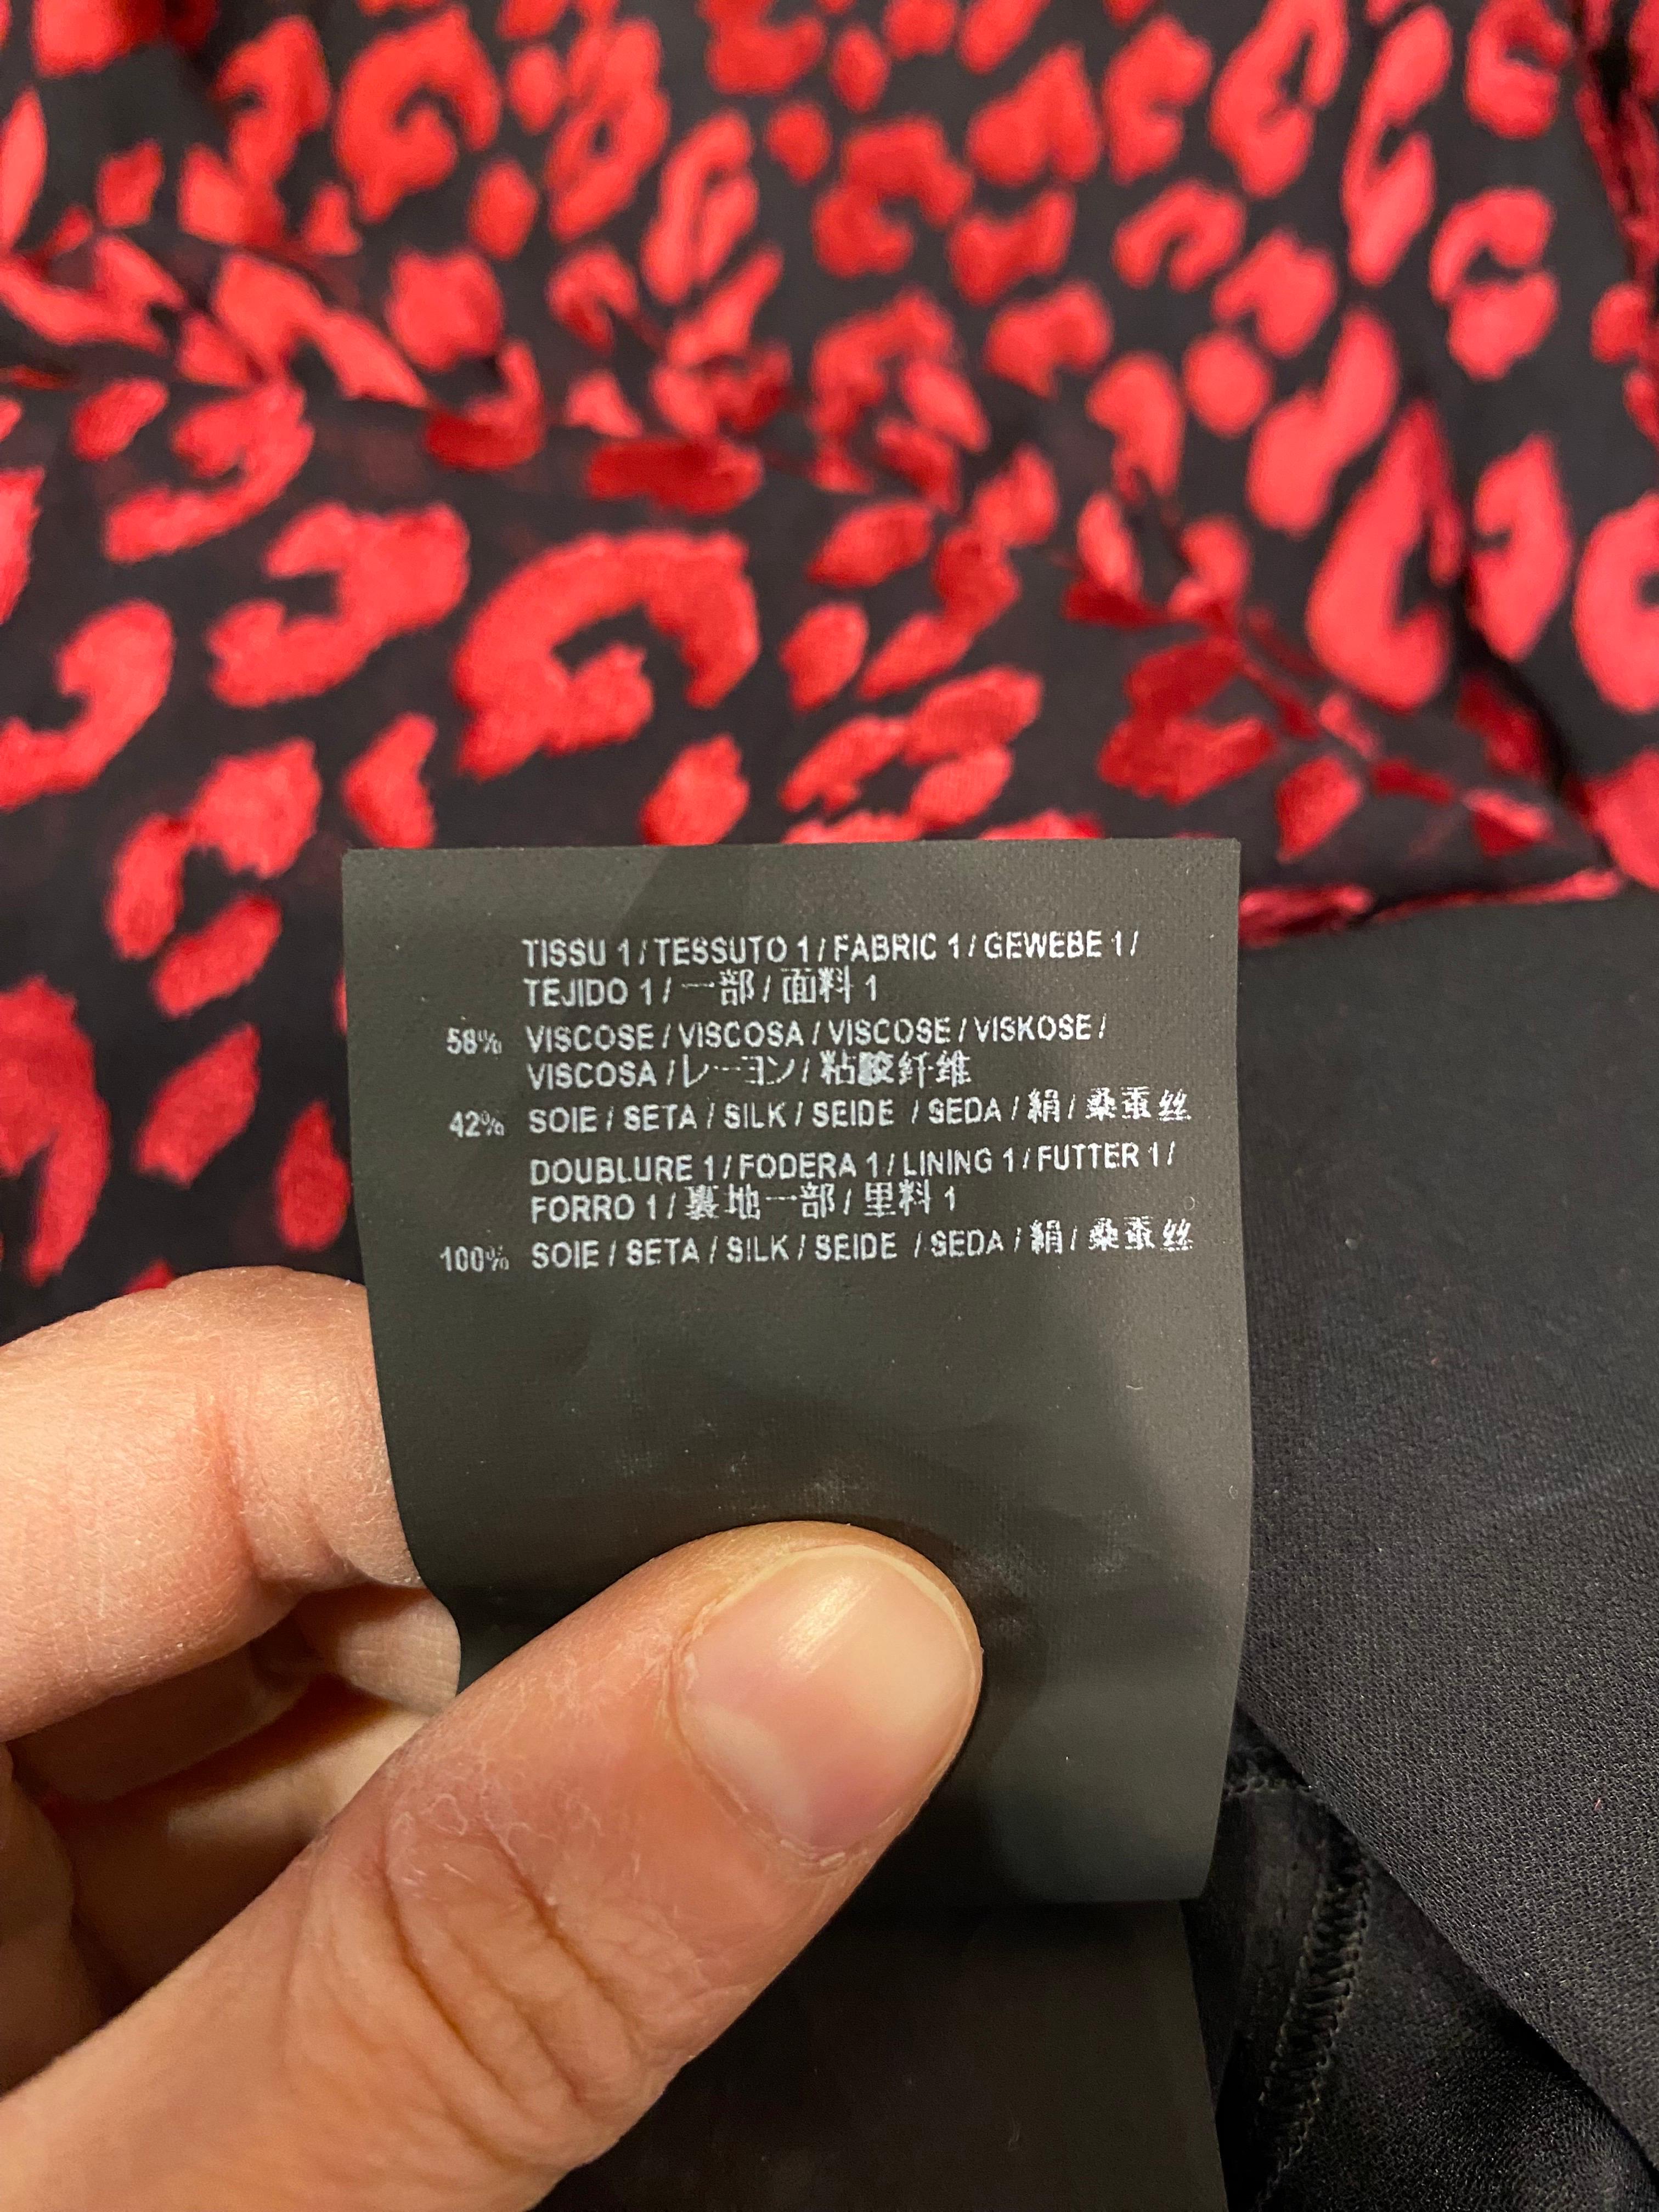 TISSU 1 / TESSUTO 1 / FABRIC 1 / GEWEBE 1 /
TEJIDO 1 / 一部 / 面料 1
58% VISCOSE / VISCOSA / VISCOSE / VISKOSE /
VISCOSA / レーヨン / 粘胶纤维
42% SOIE / SETA / SILK / SEIDE / SEDA / 絹 / 桑蚕丝
DOUBLURE 1 / FODERA 1 / LINING 1 / FUTTER 1 /
FORRO 1 / 裏地一部 / 里料 1
100% SOIE / SETA / SILK / SEIDE / SEDA / 絹 / 桑蚕丝